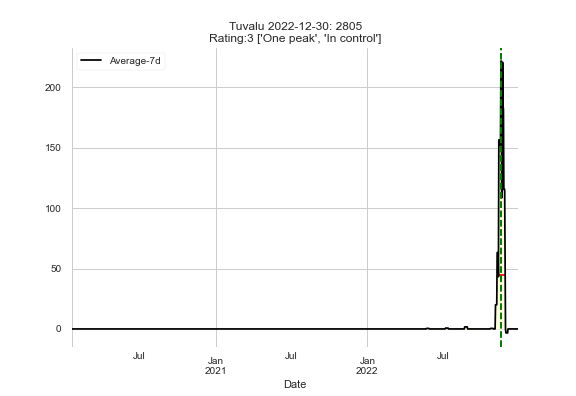 Tuvalu 2022-12-30: 2805
Rating:3 ['One peak', 'In control']
Average-7d
200
150
100
50
0
Jul
Jan
2021
Jul
Jan
2022
Jul
Date